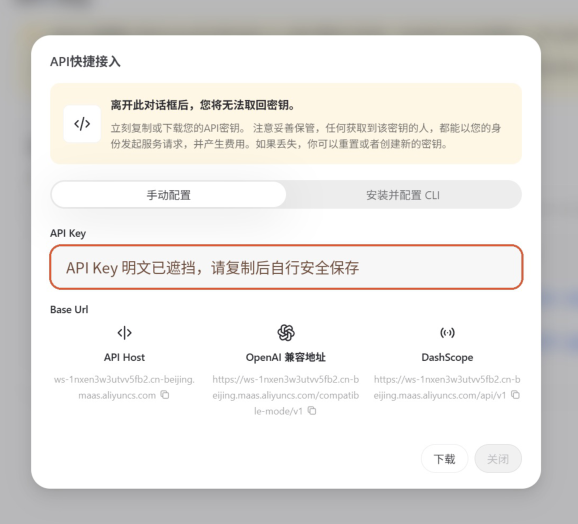 API快捷接入
离开此对话框后，您将无法取回密钥。
立刻复制或下载您的API密钥。 注意妥善保管，任何获取到该密钥的人，都能以您的身
份发起服务请求，并产生费用。如果丢失，你可以重置或者创建新的密钥。
手动配置
安装并配置 CLI
API Key
API Key 明文已遮挡，请复制后自行安全保存
Base Url
API Host
ws-1nxen3w3utvv5fb2.cn-beijing.
maas.aliyuncs.com
OpenAI 兼容地址
https://ws-1nxen3w3utvv5fb2.cn-b
eijing.maas.aliyuncs.com/compatib
le-mode/v1
DashScope
https://ws-1nxen3w3utvv5fb2.cn-b
eijing.maas.aliyuncs.com/api/v1
下载
关闭